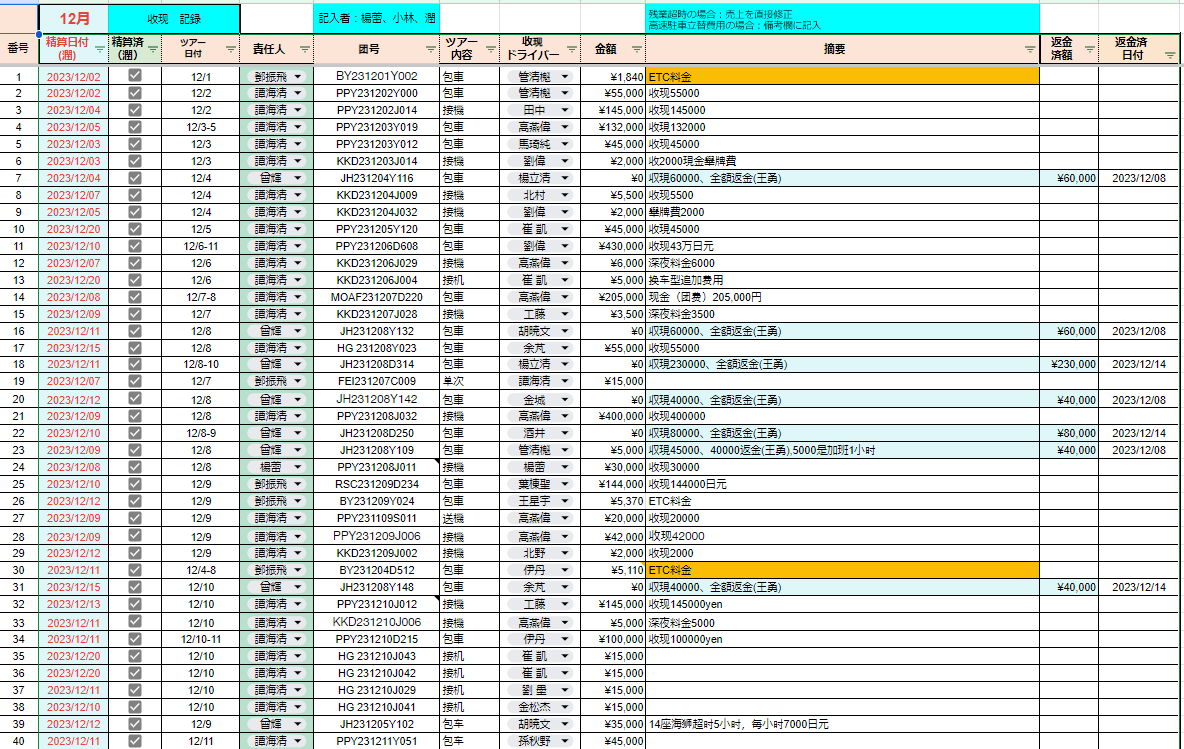 12月 收现 記録 記入者：楊蕾、小林、潤 残業超時の場合：売上を直接修正
高速駐車立替費用の場合：備考欄に記入
番号 精算日付(潤) 精算済(潤) ツアー日付 責任人 団号 ツアー内容 收现ドライバー 金額 摘要 返金済額 返金済日付
1 2023/12/02 12/1 鄧振飛 BY231201Y002 包車 管清樾 ¥1,840 ETC料金
2 2023/12/02 12/2 譚海清 PPY231202Y000 包車 管清樾 ¥55,000 收现55000
3 2023/12/04 12/2 譚海清 PPY231202J014 接機 田中 ¥145,000 收现145000
4 2023/12/05 12/3-5 譚海清 PPY231203Y019 包車 高燕偉 ¥132,000 收現132000
5 2023/12/03 12/3 譚海清 PPY231203Y012 包車 馬琦純 ¥45,000 收现45000
6 2023/12/03 12/3 譚海清 KKD231203J014 接機 劉偉 ¥2,000 收2000現金舉牌費
7 2023/12/04 12/4 曾輝 JH231204Y116 包車 楊立清 ¥0 収現60000、全額返金(王勇) ¥60,000 2023/12/08
8 2023/12/07 12/4 譚海清 KKD231204J009 接機 北村 ¥5,500 收现5500
9 2023/12/05 12/4 譚海清 KKD231204J032 接機 劉偉 ¥2,000 舉牌費2000
10 2023/12/20 12/5 譚海清 PPY231205Y120 包車 崔 凱 ¥45,000 收现45000
11 2023/12/10 12/6-11 譚海清 PPY231206D608 包車 劉偉 ¥430,000 收现43万日元
12 2023/12/07 12/6 譚海清 KKD231206J029 接機 高燕偉 ¥6,000 深夜料金6000
13 2023/12/20 12/6 譚海清 KKD231206J004 接机 崔 凱 ¥5,000 换车型追加费用
14 2023/12/08 12/7-8 譚海清 MOAF231207D220 包車 高燕偉 ¥205,000 现金（团费）205,000円
15 2023/12/09 12/7 譚海清 KKD231207J028 接機 工藤 ¥3,500 深夜料金3500
16 2023/12/11 12/8 曾輝 JH231208Y132 包車 胡暁文 ¥0 収現60000、全額返金(王勇) ¥60,000 2023/12/08
17 2023/12/15 12/8 譚海清 HG 231208Y023 包車 余芃 ¥55,000 收现55000
18 2023/12/11 12/8-10 曾輝 JH231208D314 包車 楊立清 ¥0 収現230000、全額返金(王勇) ¥230,000 2023/12/14
19 2023/12/07 12/7 鄧振飛 FEI231207C009 单次 譚海清 ¥15,000
20 2023/12/12 12/8 曾輝 JH231208Y142 包車 金城 ¥0 収現40000、全額返金(王勇) ¥40,000 2023/12/08
21 2023/12/09 12/8 譚海清 PPY231208J032 接機 高燕偉 ¥400,000 收现400000
22 2023/12/10 12/8-9 曾輝 JH231208D250 包車 酒井 ¥0 収現80000、全額返金(王勇) ¥80,000 2023/12/14
23 2023/12/09 12/8 曾輝 JH231208Y109 包車 管清樾 ¥5,000 収現45000、40000返金(王勇),5000是加班1小时 ¥40,000 2023/12/08
24 2023/12/08 12/8 楊蕾 PPY231208J011 接機 楊蕾 ¥30,000 收现30000
25 2023/12/10 12/9 鄧振飛 RSC231209D234 包車 葉棟聖 ¥144,000 收现144000日元
26 2023/12/12 12/9 鄧振飛 BY231209Y024 包車 王星宇 ¥5,370 ETC料金
27 2023/12/09 12/9 譚海清 PPY231109S011 送機 高燕偉 ¥20,000 收现20000
28 2023/12/09 12/9 譚海清 PPY231209J006 接機 高燕偉 ¥42,000 收现42000
29 2023/12/12 12/9 譚海清 KKD231209J002 接機 北野 ¥2,000 收现2000
30 2023/12/11 12/4-8 鄧振飛 BY231204D512 包車 伊丹 ¥5,110 ETC料金
31 2023/12/15 12/10 曾輝 JH231208Y148 包車 余芃 ¥0 収現40000、全額返金(王勇) ¥40,000 2023/12/14
32 2023/12/13 12/10 譚海清 PPY231210J012 接機 工藤 ¥145,000 收现145000yen
33 2023/12/11 12/10 譚海清 KKD231210J006 接機 高燕偉 ¥5,000 深夜料金5000
34 2023/12/11 12/10-11 譚海清 PPY231210D215 包車 伊丹 ¥100,000 收现100000yen
35 2023/12/20 12/10 譚海清 HG 231210J043 接机 崔 凱 ¥15,000
36 2023/12/20 12/10 譚海清 HG 231210J042 接机 崔 凱 ¥15,000
37 2023/12/11 12/10 譚海清 HG 231210J029 接机 劉 墨 ¥15,000
38 2023/12/10 12/10 譚海清 HG 231210J041 接机 金松杰 ¥15,000
39 2023/12/12 12/9 曾輝 JH231205Y102 包车 胡暁文 ¥35,000 14座海狮超时5小时，每小时7000日元
40 2023/12/11 12/11 譚海清 PPY231211Y051 包车 孫秋野 ¥45,000